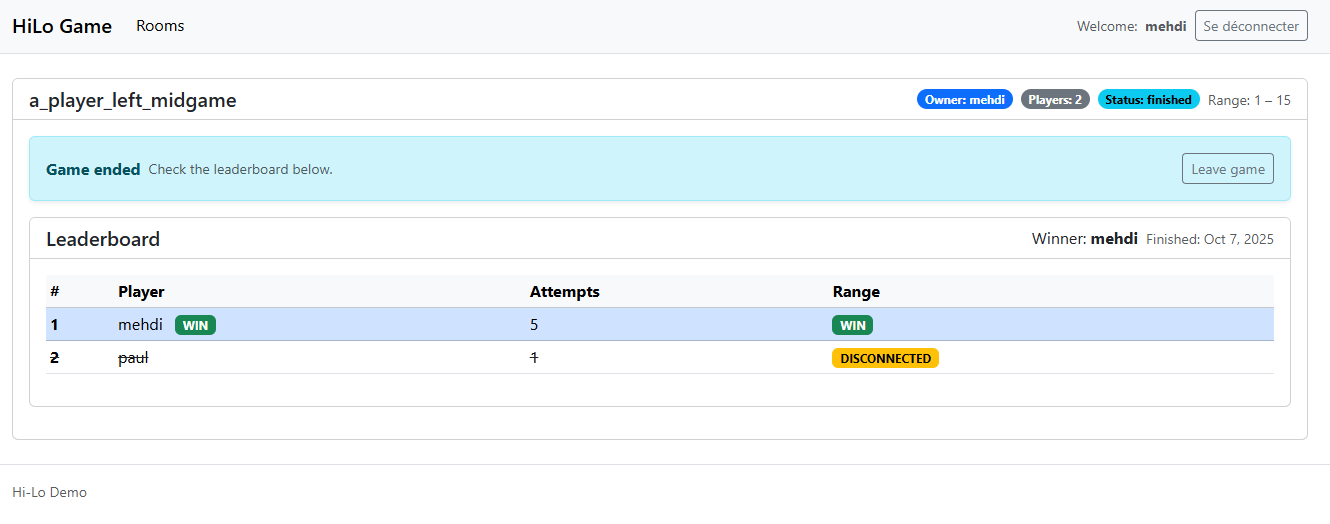 HiLo Game Rooms Welcome: mehdi Se déconnecter
a_player_left_midgame Owner: mehdi Players: 2 Status: finished Range: 1 – 15
Game ended Check the leaderboard below. Leave game
Leaderboard Winner: mehdi Finished: Oct 7, 2025
# Player Attempts Range
1 mehdi WIN 5 WIN
2 paul 1 DISCONNECTED
Hi-Lo Demo